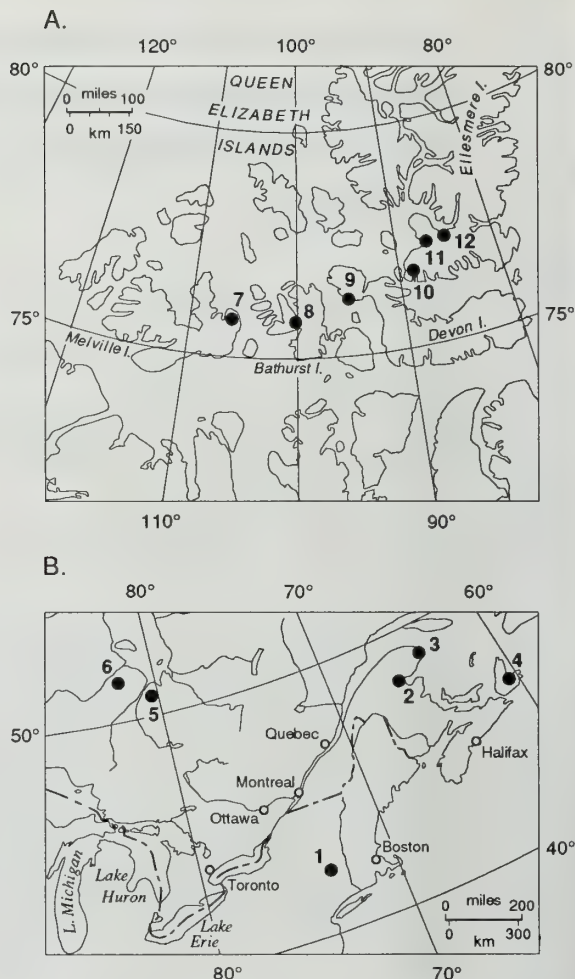 A.
120° 100° 80°
80° 80°
0 miles 100
0 km 150
QUEEN
ELIZABETH
ISLANDS
Ellesmere I.
12
11
10
9
8
7
75° 75°
Melville I.
Bathurst I.
Devon I.
110° 90°
B.
80° 70° 60°
6
5
3
2
4
50°
Quebec
Halifax
Montreal
Ottawa
Boston
40°
1
Toronto
L. Michigan
Lake
Huron
Lake
Erie
0 miles 200
0 km 300
80° 70°